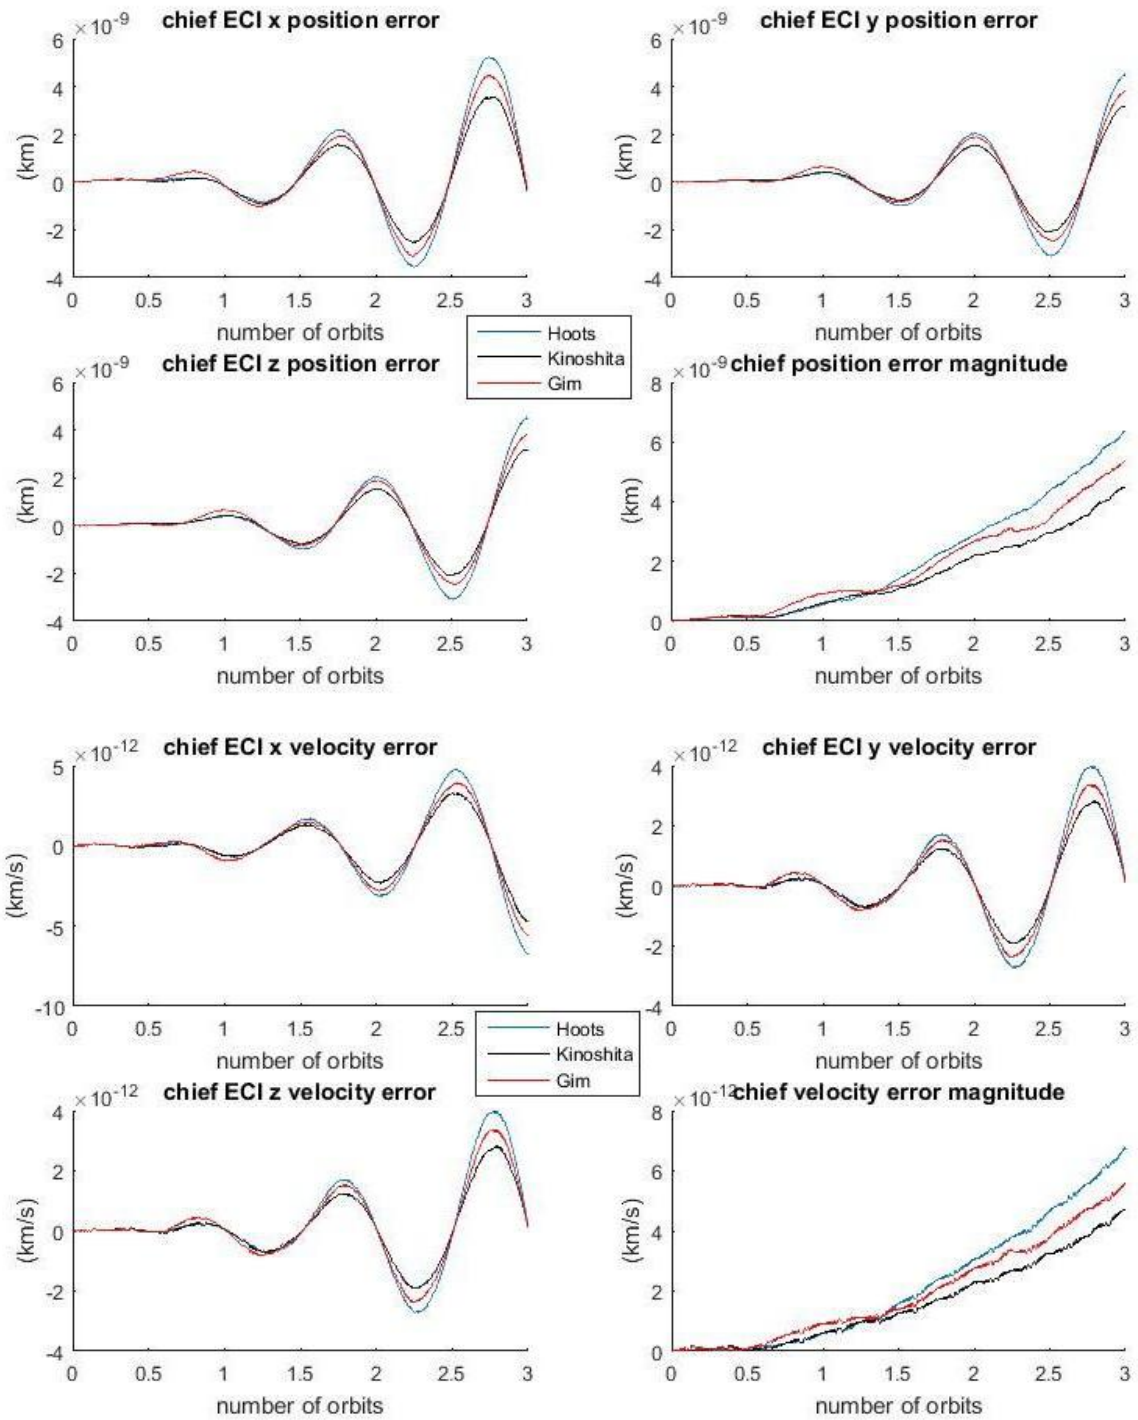 chief ECI x position error
×10^-9
6
4
2
0
-2
-4
(km)
0 0.5 1 1.5 2 2.5 3
number of orbits
chief ECI y position error
×10^-9
6
4
2
0
-2
-4
(km)
0 0.5 1 1.5 2 2.5 3
number of orbits
Hoots
Kinoshita
Gim
chief ECI z position error
×10^-9
6
4
2
0
-2
-4
(km)
0 0.5 1 1.5 2 2.5 3
number of orbits
chief position error magnitude
×10^-9
8
6
4
2
0
(km)
0 0.5 1 1.5 2 2.5 3
number of orbits
chief ECI x velocity error
×10^-12
5
0
-5
-10
(km/s)
0 0.5 1 1.5 2 2.5 3
number of orbits
chief ECI y velocity error
×10^-12
4
2
0
-2
-4
(km/s)
0 0.5 1 1.5 2 2.5 3
number of orbits
Hoots
Kinoshita
Gim
chief ECI z velocity error
×10^-12
4
2
0
-2
-4
(km/s)
0 0.5 1 1.5 2 2.5 3
number of orbits
chief velocity error magnitude
×10^-12
8
6
4
2
0
(km/s)
0 0.5 1 1.5 2 2.5 3
number of orbits